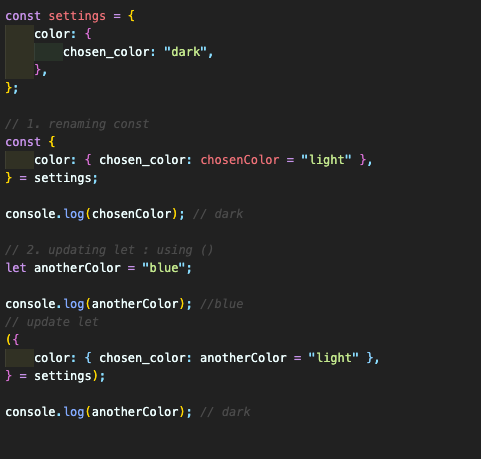 const settings = {
    color: {
        chosen_color: "dark",
    },
};

// 1. renaming const
const {
    color: { chosen_color: chosenColor = "light" },
} = settings;

console.log(chosenColor); // dark

// 2. updating let : using ()
let anotherColor = "blue";

console.log(anotherColor); //blue
// update let
({
    color: { chosen_color: anotherColor = "light" },
} = settings);

console.log(anotherColor); // dark